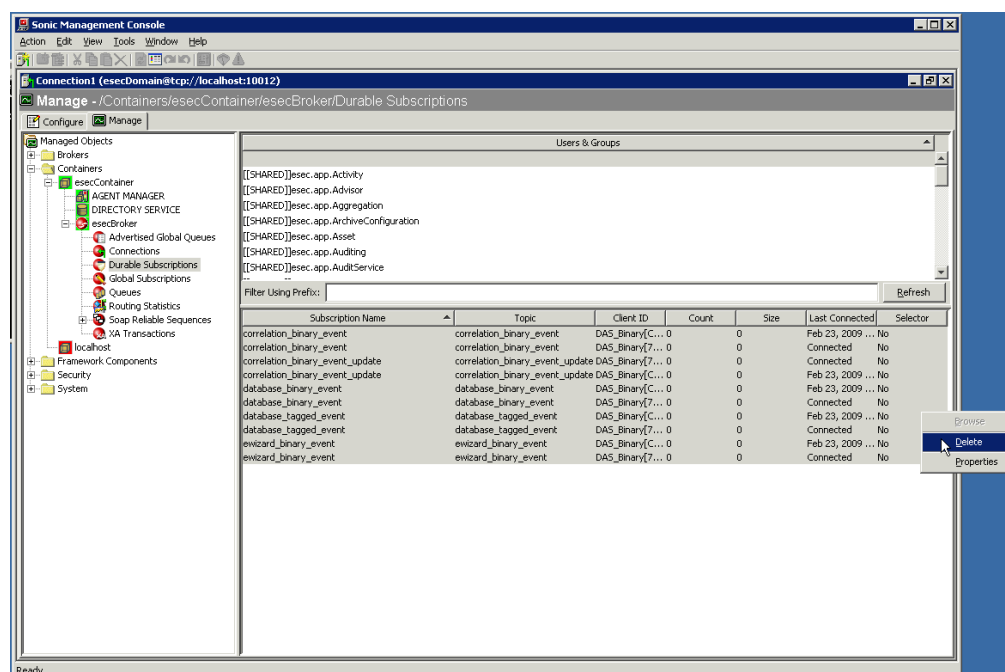 Sonic Management Console
Action Edit View Tools Window Help
Connection1 (esecDomain@tcp://localhost:10012)
Manage - /Containers/esecContainer/esecBroker/Durable Subscriptions
Configure Manage
Managed Objects
Brokers
Containers
esecContainer
AGENT MANAGER
DIRECTORY SERVICE
esecBroker
Advertised Global Queues
Connections
Durable Subscriptions
Global Subscriptions
Queues
Routing Statistics
Soap Reliable Sequences
XA Transactions
localhost
Framework Components
Security
System
Users & Groups
[[SHARED]]esec.app.Activity
[[SHARED]]esec.app.Advisor
[[SHARED]]esec.app.Aggregation
[[SHARED]]esec.app.ArchiveConfiguration
[[SHARED]]esec.app.Asset
[[SHARED]]esec.app.Auditing
[[SHARED]]esec.app.AuditService
Filter Using Prefix: Refresh
Subscription Name Topic Client ID Count Size Last Connected Selector
correlation_binary_event correlation_binary_event DAS_Binary[C... 0 0 Feb 23, 2009 ... No
correlation_binary_event correlation_binary_event DAS_Binary[7... 0 0 Connected No
correlation_binary_event_update correlation_binary_event_update DAS_Binary[7... 0 0 Connected No
correlation_binary_event_update correlation_binary_event_update DAS_Binary[C... 0 0 Feb 23, 2009 ... No
database_binary_event database_binary_event DAS_Binary[C... 0 0 Feb 23, 2009 ... No
database_binary_event database_binary_event DAS_Binary[7... 0 0 Connected No
database_tagged_event database_tagged_event DAS_Binary[C... 0 0 Feb 23, 2009 ... No
database_tagged_event database_tagged_event DAS_Binary[7... 0 0 Connected No
ewizard_binary_event ewizard_binary_event DAS_Binary[C... 0 0 Feb 23, 2009 ... No
ewizard_binary_event ewizard_binary_event DAS_Binary[7... 0 0 Connected No
Browse
Delete
Properties
Ready